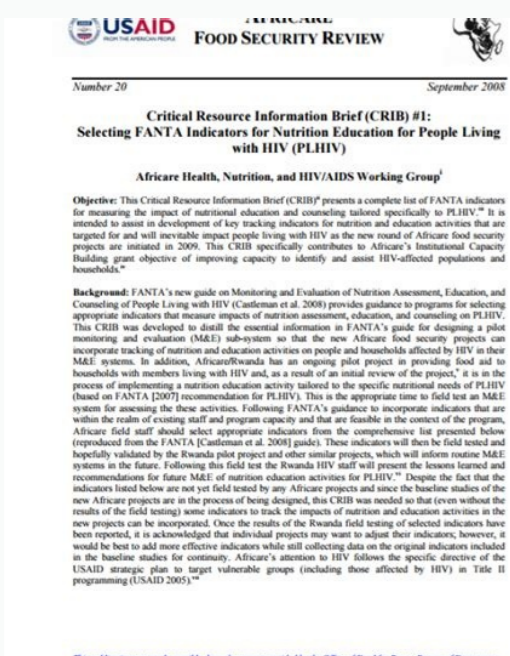 USAID
FROM THE AMERICAN PEOPLE
AFRICARE
FOOD SECURITY REVIEW
Number 20
September 2008
Critical Resource Information Brief (CRIB) #1:
Selecting FANTA Indicators for Nutrition Education for People Living
with HIV (PLHIV)
Africare Health, Nutrition, and HIV/AIDS Working Group
Objective: This Critical Resource Information Brief (CRIB) presents a complete list of FANTA indicators
for measuring the impact of nutritional education and counseling tailored specifically to PLHIV. It is
intended to assist in development of key tracking indicators for nutrition and education activities that are
targeted for and will inevitable impact people living with HIV as the new round of Africare food security
projects are initiated in 2009. This CRIB specifically contributes to Africare's Institutional Capacity
Building grant objective of improving capacity to identify and assist HIV-affected populations and
households.
Background: FANTA's new guide on Monitoring and Evaluation of Nutrition Assessment, Education, and
Counseling of People Living with HIV (Castleman et al. 2008) provides guidance to programs for selecting
appropriate indicators that measure impacts of nutrition assessment, education, and counseling on PLHIV.
This CRIB was developed to distill the essential information in FANTA's guide for designing a pilot
monitoring and evaluation (M&E) sub-system so that the new Africare food security projects can
incorporate tracking of nutrition and education activities on people and households affected by HIV in their
M&E systems. In addition, Africare/Rwanda has an ongoing pilot project in providing food aid to
households with members living with HIV and, as a result of an initial review of the project, it is in the
process of implementing a nutrition education activity tailored to the specific nutritional needs of PLHIV
(based on FANTA [2007] recommendation for PLHIV). This is the appropriate time to field test an M&E
system for assessing the these activities. Following FANTA's guidance to incorporate indicators that are
within the realm of existing staff and program capacity and that are feasible in the context of the program,
Africare field staff should select appropriate indicators from the comprehensive list presented below
(reproduced from the FANTA [Castleman et al. 2008] guide). These indicators will then be field tested and
hopefully validated by the Rwanda pilot project and other similar projects, which will inform routine M&E
systems in the future. Following this field test the Rwanda HIV staff will present the lessons learned and
recommendations for future M&E of nutrition education activities for PLHIV. Despite the fact that the
indicators listed below are not yet field tested by any Africare projects and since the baseline studies of the
new Africare projects are in the process of being designed, this CRIB was needed so that (even without the
results of the field testing) some indicators to track the impacts of nutrition and education activities in the
new projects can be incorporated. Once the results of the Rwanda field testing of selected indicators have
been reported, it is acknowledged that individual projects may want to adjust their indicators; however, it
would be best to add more effective indicators while still collecting data on the original indicators included
in the baseline studies for continuity. Africare's attention to HIV follows the specific directive of the
USAID strategic plan to target vulnerable groups (including those affected by HIV) in Title II
programming (USAID 2005).